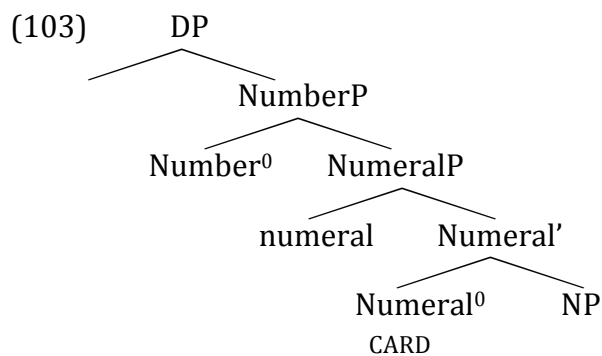 (103) DP
NumberP
Number⁰ NumeralP
numeral Numeral’
Numeral⁰ NP
CARD